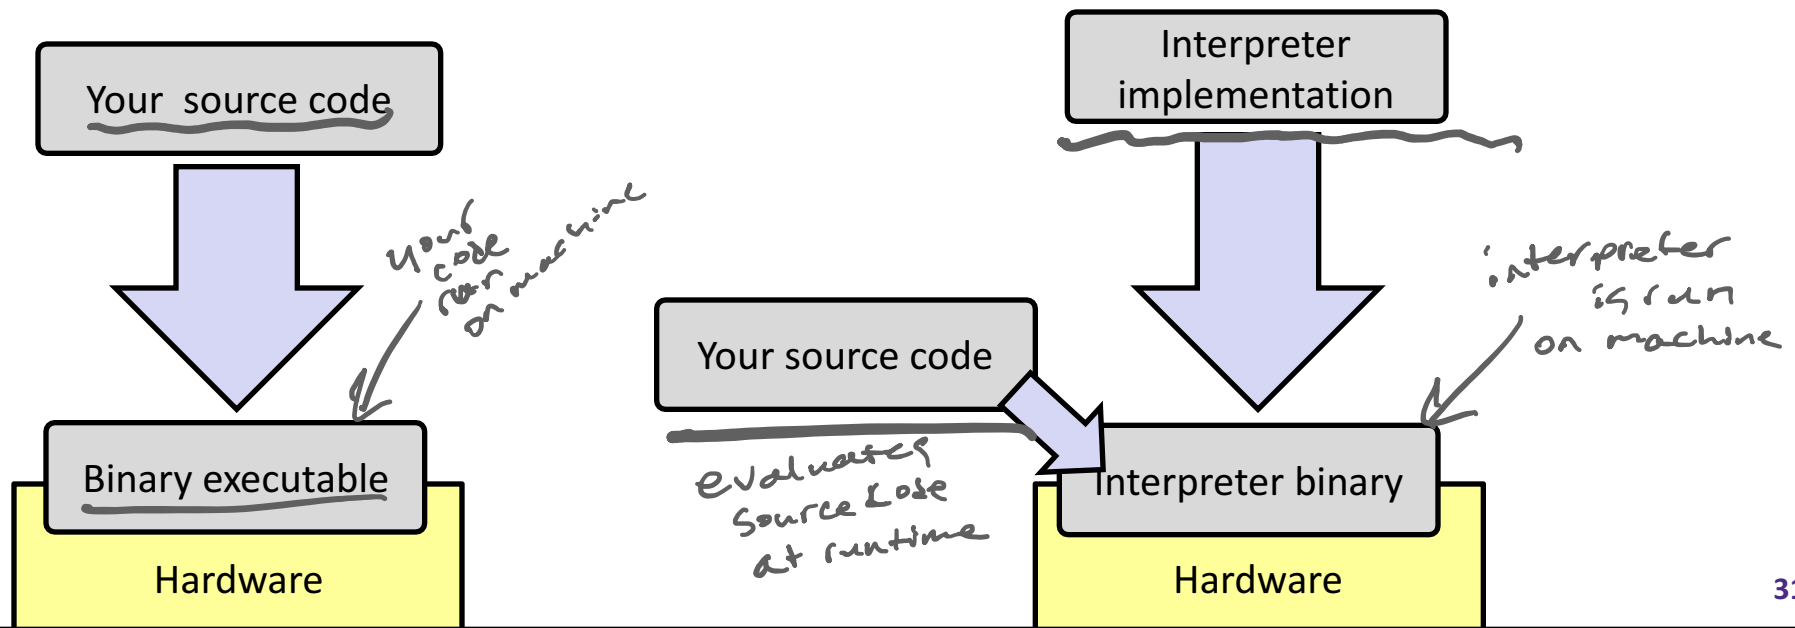 Your source code
your
code
run
on machine
Binary executable
Hardware
Interpreter
implementation
interpreter
is run
on machine
Your source code
evaluates
source code
at runtime
Interpreter binary
Hardware